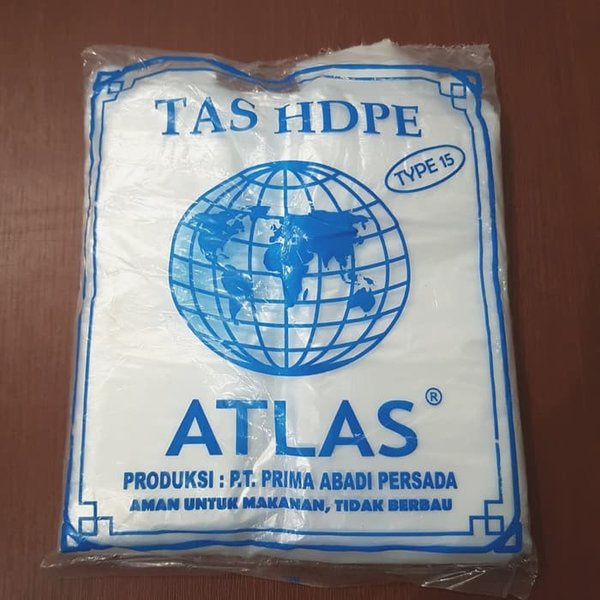 TAS HDPE
TYPE 15
ATLAS ®
PRODUKSI : P.T. PRIMA ABADI PERSADA
AMAN UNTUK MAKANAN, TIDAK BERBAU